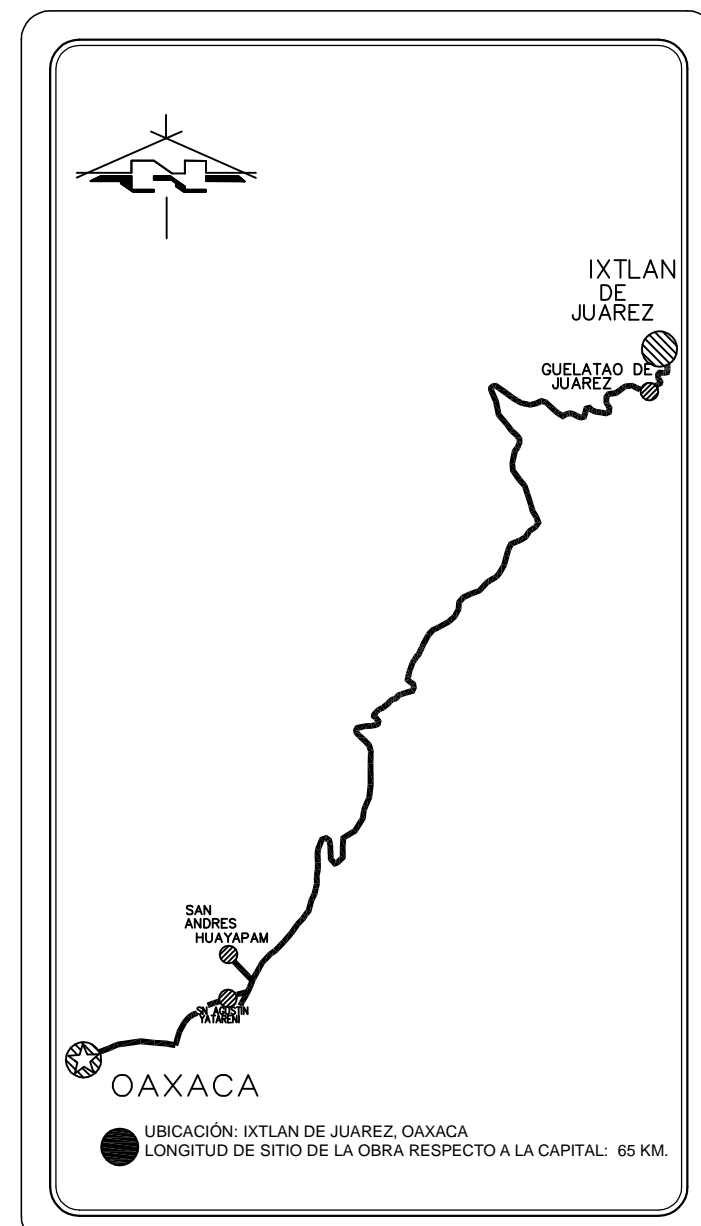 IXTLAN
DE
JUAREZ
GUELATAO DE
JUAREZ
SAN
ANDRES
HUAYAPAM
SN AGUSTIN
YATARENI
OAXACA
UBICACIÓN: IXTLAN DE JUAREZ, OAXACA
LONGITUD DE SITIO DE LA OBRA RESPECTO A LA CAPITAL: 65 KM.